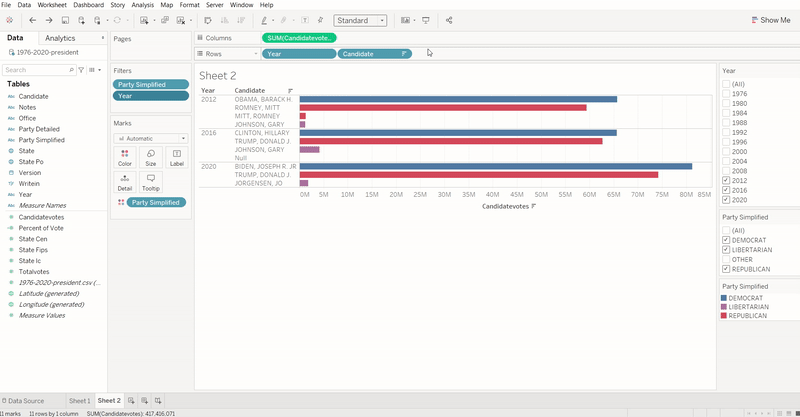 File Data Worksheet Dashboard Story Analysis Map Format Server Window Help
Standard
Show Me
Data Analytics
1976-2020-president
Search
Tables
Candidate
Notes
Office
Party Detailed
Party Simplified
State
State Po
Version
Writein
Year
Measure Names
Candidatevotes
Percent of Vote
State Cen
State Fips
State Ic
Totalvotes
1976-2020-president.csv (...
Latitude (generated)
Longitude (generated)
Measure Values
Pages
Filters
Party Simplified
Year
Marks
Automatic
Color Size Label
Detail Tooltip
Party Simplified
Columns SUM(Candidatevote..
Rows Year Candidate
Sheet 2
Year Candidate
2012 OBAMA, BARACK H.
ROMNEY, MITT
MITT, ROMNEY
JOHNSON, GARY
2016 CLINTON, HILLARY
TRUMP, DONALD J.
JOHNSON, GARY
Null
2020 BIDEN, JOSEPH R. JR
TRUMP, DONALD J.
JORGENSEN, JO
0M 5M 10M 15M 20M 25M 30M 35M 40M 45M 50M 55M 60M 65M 70M 75M 80M 85M
Candidatevotes
Year
(All)
1976
1980
1984
1988
1992
1996
2000
2004
2008
2012
2016
2020
Party Simplified
(All)
DEMOCRAT
LIBERTARIAN
OTHER
REPUBLICAN
Party Simplified
DEMOCRAT
LIBERTARIAN
REPUBLICAN
Data Source Sheet 1 Sheet 2
11 marks 11 rows by 1 column SUM(Candidatevotes): 417,416,071